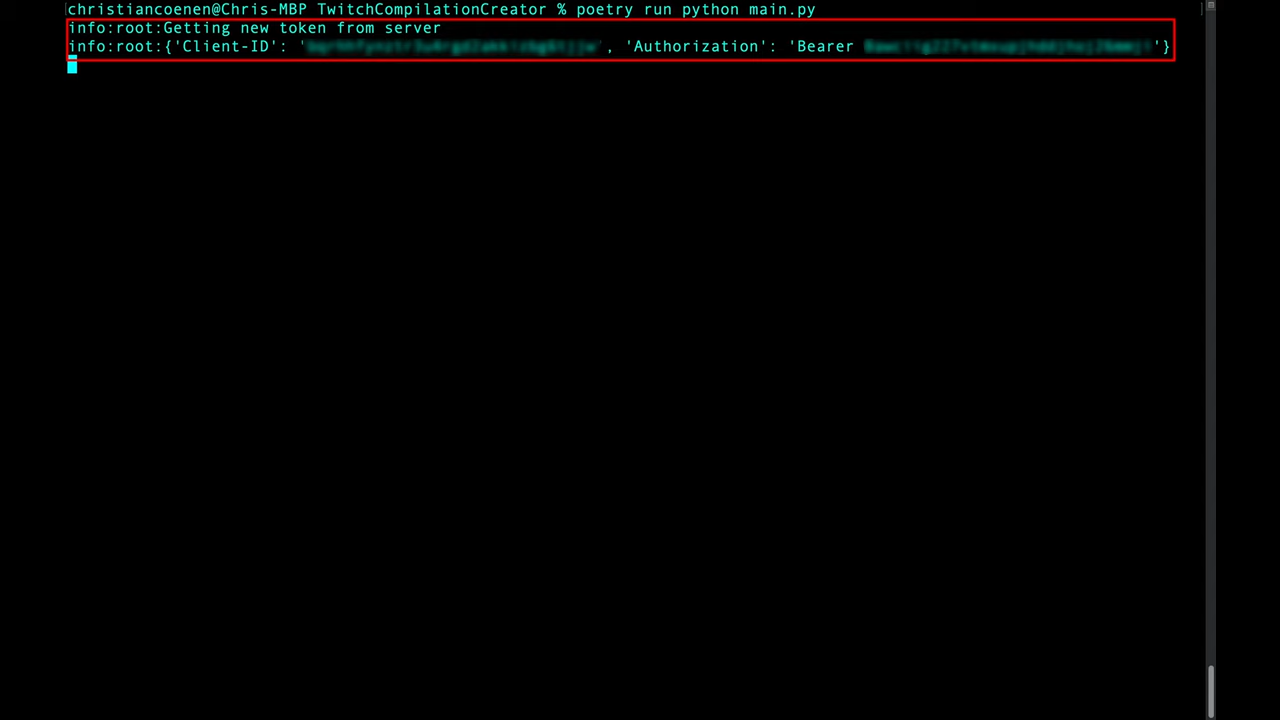 christiancoenen@Chris-MBP TwitchCompilationCreator % poetry run python main.py
info:root:Getting new token from server
info:root:{'Client-ID': ' ', 'Authorization': 'Bearer '}